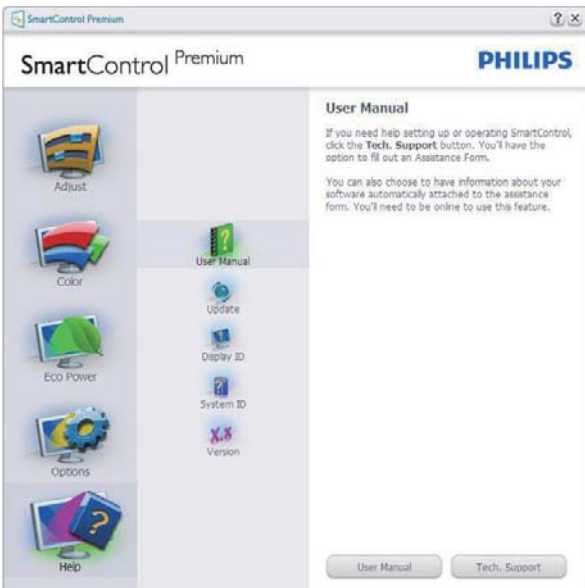 SmartControl Premium
SmartControl Premium
PHILIPS
Adjust
Color
Eco Power
Options
Help
User Manual
Update
Display ID
System ID
X.X
Version
User Manual
If you need help setting up or operating SmartControl,
click the Tech. Support button. You'll have the
option to fill out an Assistance Form.
You can also choose to have information about your
software automatically attached to the assistance
form. You'll need to be online to use this feature.
User Manual
Tech. Support